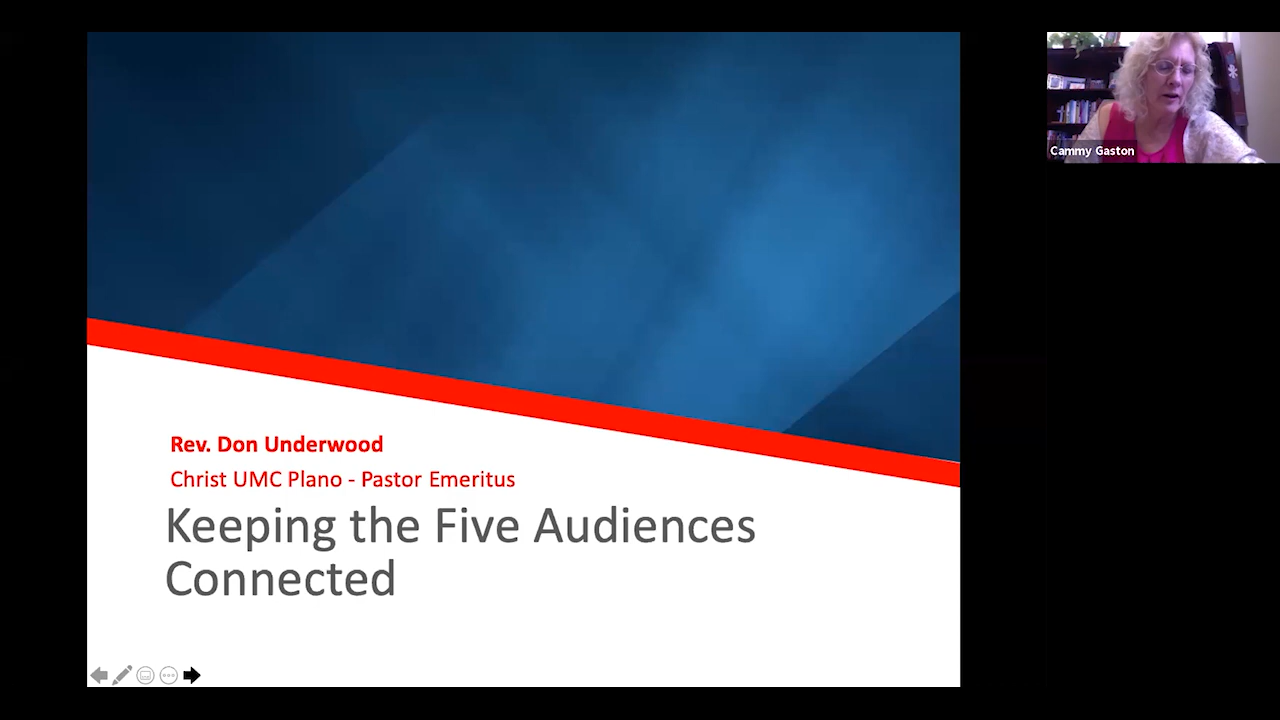 Cammy Gaston
Rev. Don Underwood
Christ UMC Plano - Pastor Emeritus
Keeping the Five Audiences
Connected